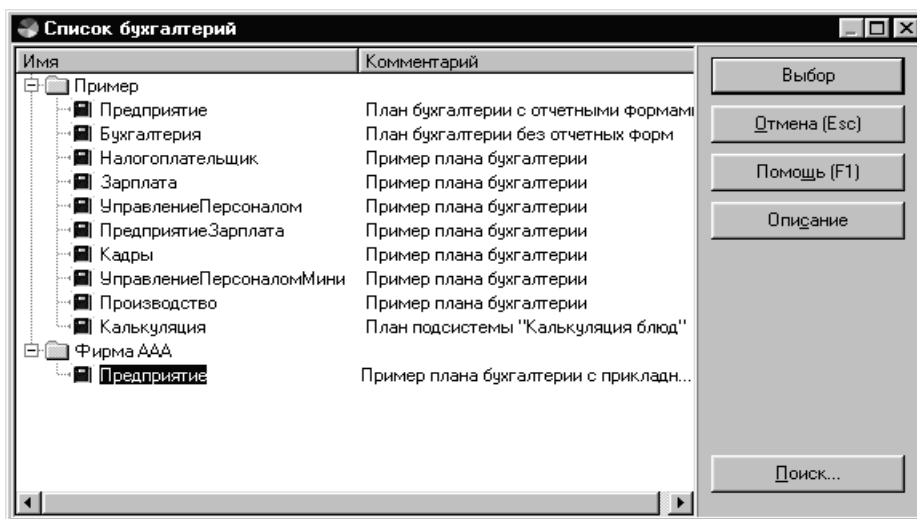 Список бухгалтерий
Имя Комментарий
Пример
Предприятие План бухгалтерии с отчетными формами
Бухгалтерия План бухгалтерии без отчетных форм
Налогоплательщик Пример плана бухгалтерии
Зарплата Пример плана бухгалтерии
УправлениеПерсоналом Пример плана бухгалтерии
ПредприятиеЗарплата Пример плана бухгалтерии
Кадры Пример плана бухгалтерии
УправлениеПерсоналомМини Пример плана бухгалтерии
Производство Пример плана бухгалтерии
Калькуляция План подсистемы "Калькуляция блюд"
Фирма ААА
Предприятие Пример плана бухгалтерии с прикладн...
Выбор
Отмена (Esc)
Помощь (F1)
Описание
Поиск...